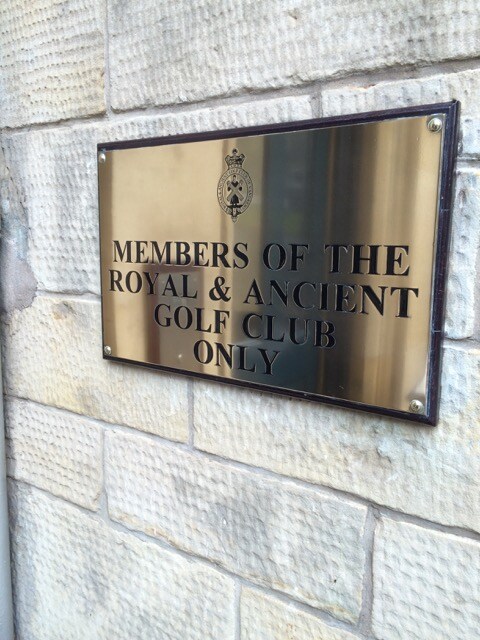 MEMBERS OF THE
ROYAL & ANCIENT
GOLF CLUB
ONLY